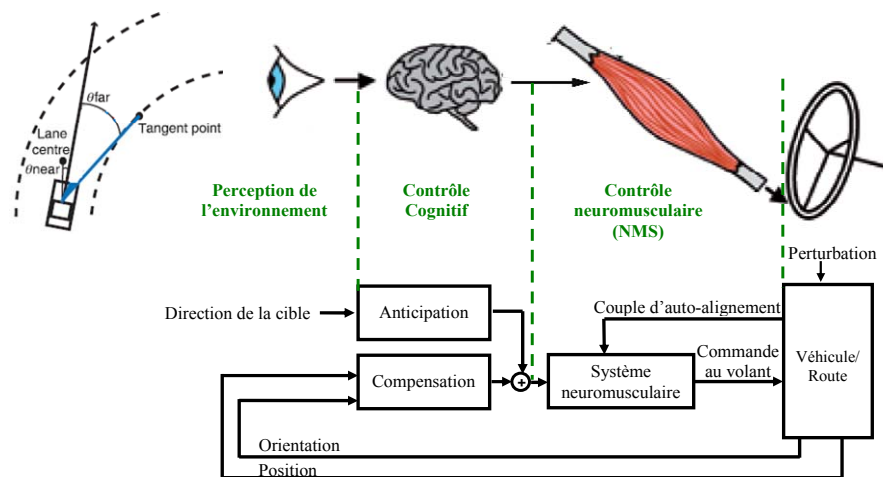 θfar
Tangent point
Lane
centre
θnear
Perception de
l'environnement
Contrôle
Cognitif
Contrôle
neuromusculaire
(NMS)
Perturbation
Direction de la cible
Anticipation
Couple d'auto-alignement
Commande
au volant
Véhicule/
Route
Compensation
+
Système
neuromusculaire
Orientation
Position